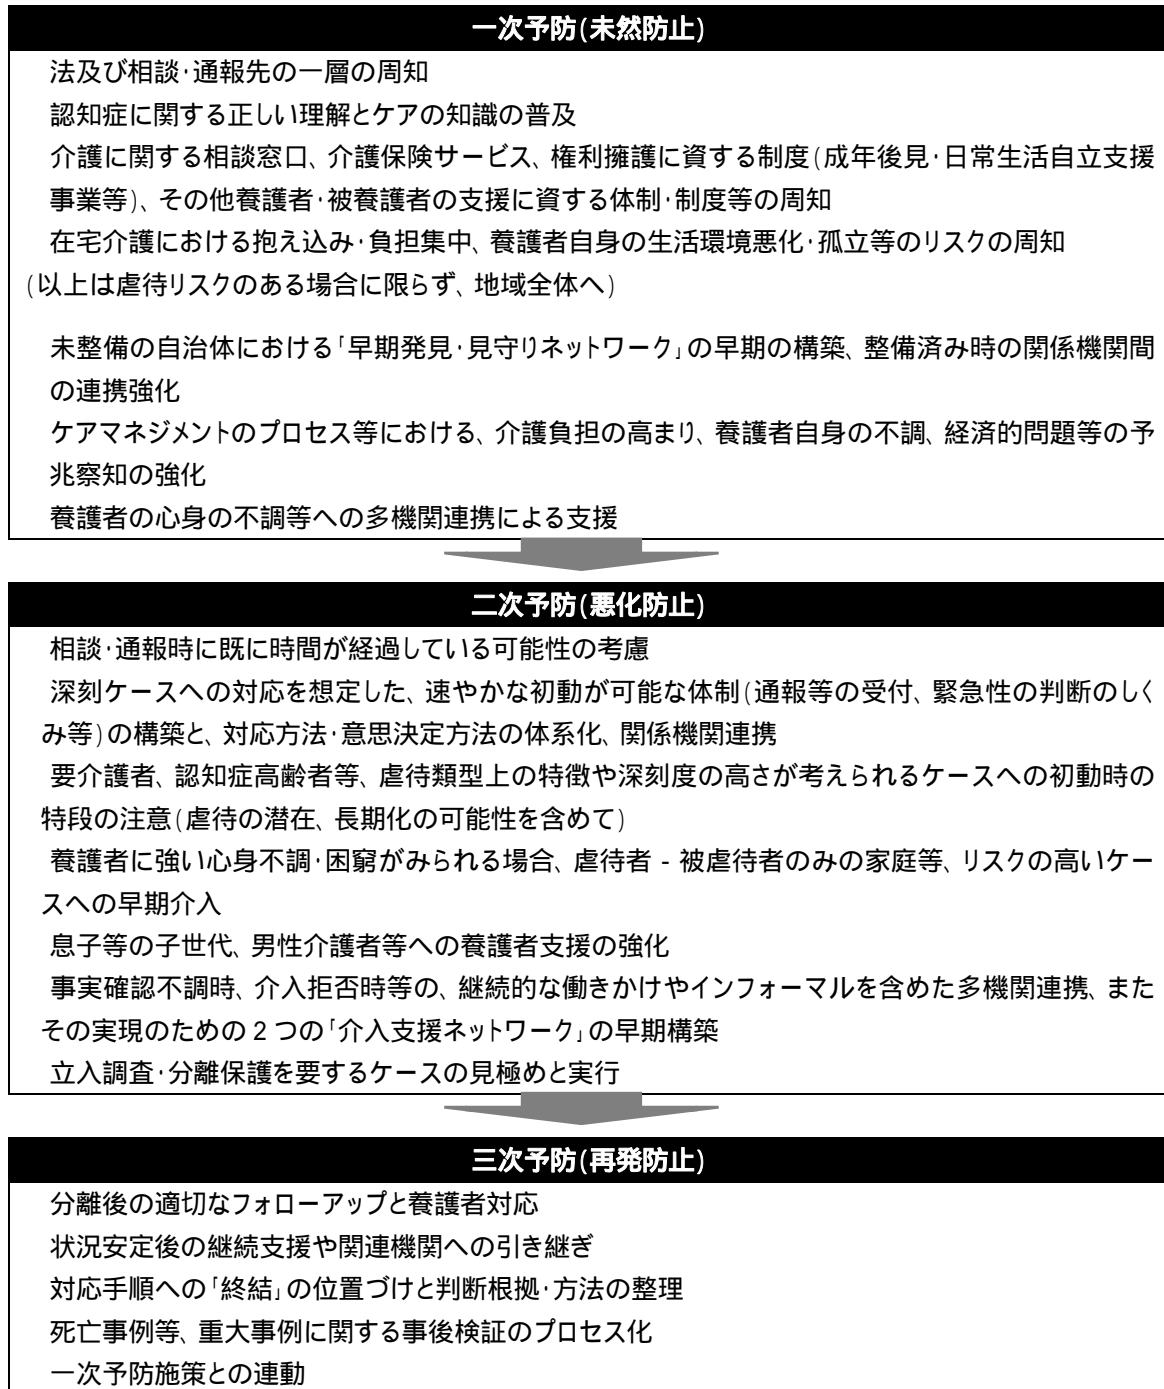 一次予防(未然防止)
法及び相談・通報先の一層の周知
認知症に関する正しい理解とケアの知識の普及
介護に関する相談窓口、介護保険サービス、権利擁護に資する制度(成年後見・日常生活自立支援
事業等)、その他養護者・被養護者の支援に資する体制・制度等の周知
在宅介護における抱え込み・負担集中、養護者自身の生活環境悪化・孤立等のリスクの周知
(以上は虐待リスクのある場合に限らず、地域全体へ)
未整備の自治体における「早期発見・見守りネットワーク」の早期の構築、整備済み時の関係機関間
の連携強化
ケアマネジメントのプロセス等における、介護負担の高まり、養護者自身の不調、経済的問題等の予
兆察知の強化
養護者の心身の不調等への多機関連携による支援
二次予防(悪化防止)
相談・通報時に既に時間が経過している可能性の考慮
深刻ケースへの対応を想定した、速やかな初動が可能な体制(通報等の受付、緊急性の判断のしく
み等)の構築と、対応方法・意思決定方法の体系化、関係機関連携
要介護者、認知症高齢者等、虐待類型上の特徴や深刻度の高さが考えられるケースへの初動時の
特段の注意(虐待の潜在、長期化の可能性を含めて)
養護者に強い心身不調・困窮がみられる場合、虐待者 - 被虐待者のみの家庭等、リスクの高いケー
スへの早期介入
息子等の子世代、男性介護者等への養護者支援の強化
事実確認不調時、介入拒否時等の、継続的な働きかけやインフォーマルを含めた多機関連携、また
その実現のための2つの「介入支援ネットワーク」の早期構築
立入調査・分離保護を要するケースの見極めと実行
三次予防(再発防止)
分離後の適切なフォローアップと養護者対応
状況安定後の継続支援や関連機関への引き継ぎ
対応手順への「終結」の位置づけと判断根拠・方法の整理
死亡事例等、重大事例に関する事後検証のプロセス化
一次予防施策との連動